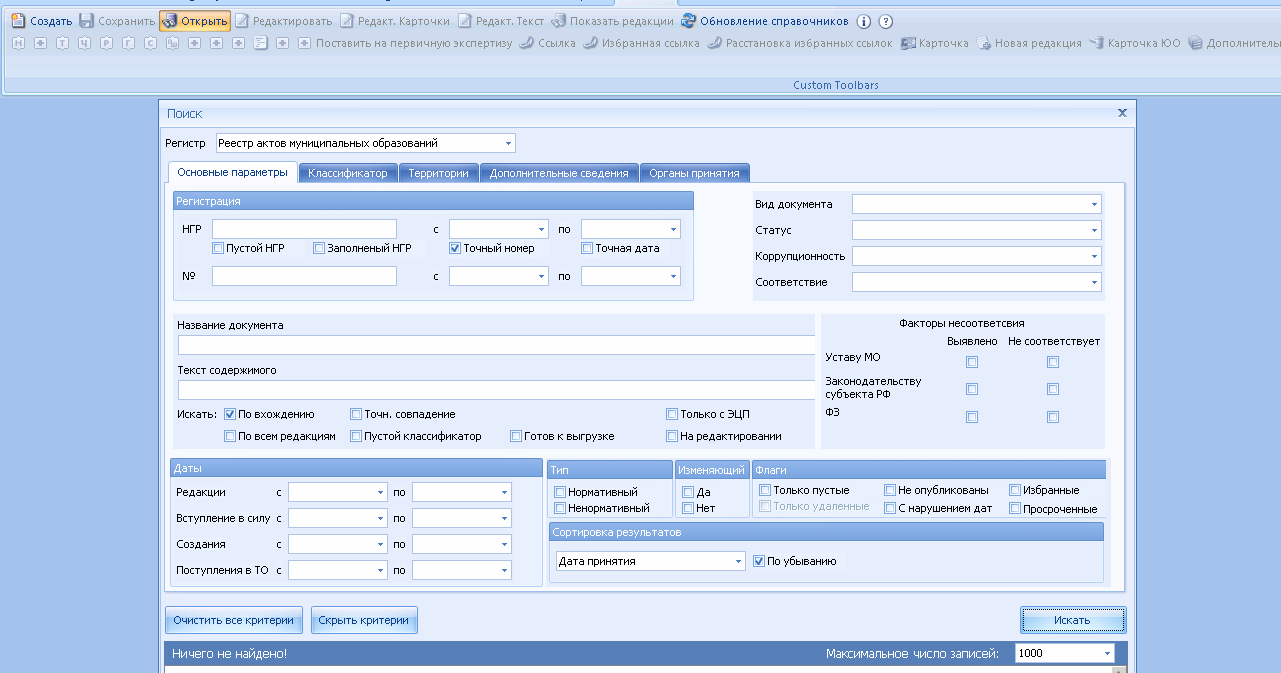 Создать Сохранить Открыть Редактировать Редакт. Карточки Редакт. Текст Показать редакции Обновление справочников
Н Т Ч Р Г С Поставить на первичную экспертизу Ссылка Избранная ссылка Расстановка избранных ссылок Карточка Новая редакция Карточка ЮО Дополнитель
Custom Toolbars
Поиск
Регистр Реестр актов муниципальных образований
Основные параметры Классификатор Территории Дополнительные сведения Органы принятия
Регистрация
НГР с по
Пустой НГР Заполненый НГР Точный номер Точная дата
№ с по
Вид документа
Статус
Коррупционность
Соответствие
Название документа
Текст содержимого
Искать: По вхождению Точн. совпадение Только с ЭЦП
По всем редакциям Пустой классификатор Готов к выгрузке На редактировании
Факторы несоответсвия
Выявлено Не соответствует
Уставу МО
Законодательству
субъекта РФ
ФЗ
Даты
Редакции с по
Вступление в силу с по
Создания с по
Поступления в ТО с по
Тип
Нормативный
Ненормативный
Изменяющий
Да
Нет
Флаги
Только пустые Не опубликованы Избранные
Только удаленные С нарушением дат Просроченные
Сортировка результатов
Дата принятия По убыванию
Очистить все критерии Скрыть критерии Искать
Ничего не найдено! Максимальное число записей: 1000